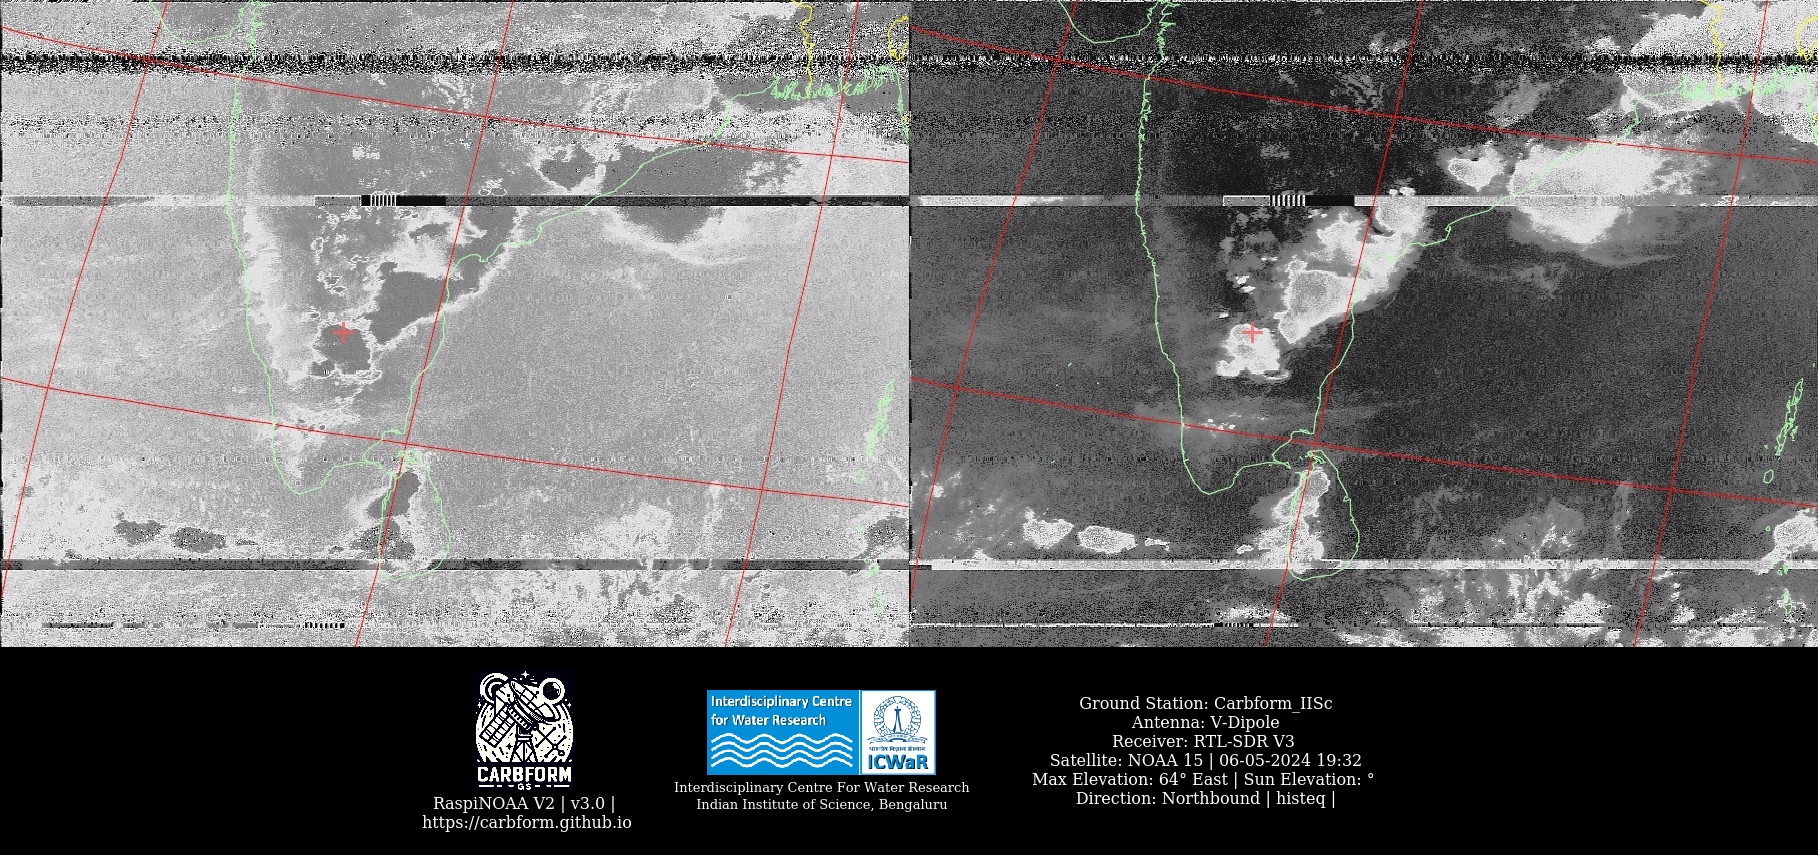 CARBFORM
GS
RaspiNOAA V2 | v3.0 |
https://carbform.github.io
Interdisciplinary Centre
for Water Research
ICWaR
Interdisciplinary Centre For Water Research
Indian Institute of Science, Bengaluru
Ground Station: Carbform_IISc
Antenna: V-Dipole
Receiver: RTL-SDR V3
Satellite: NOAA 15 | 06-05-2024 19:32
Max Elevation: 64° East | Sun Elevation: °
Direction: Northbound | histeq |